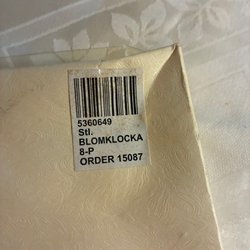 5360649
Stl.
BLOMKLOCKA
8-P
ORDER 15087